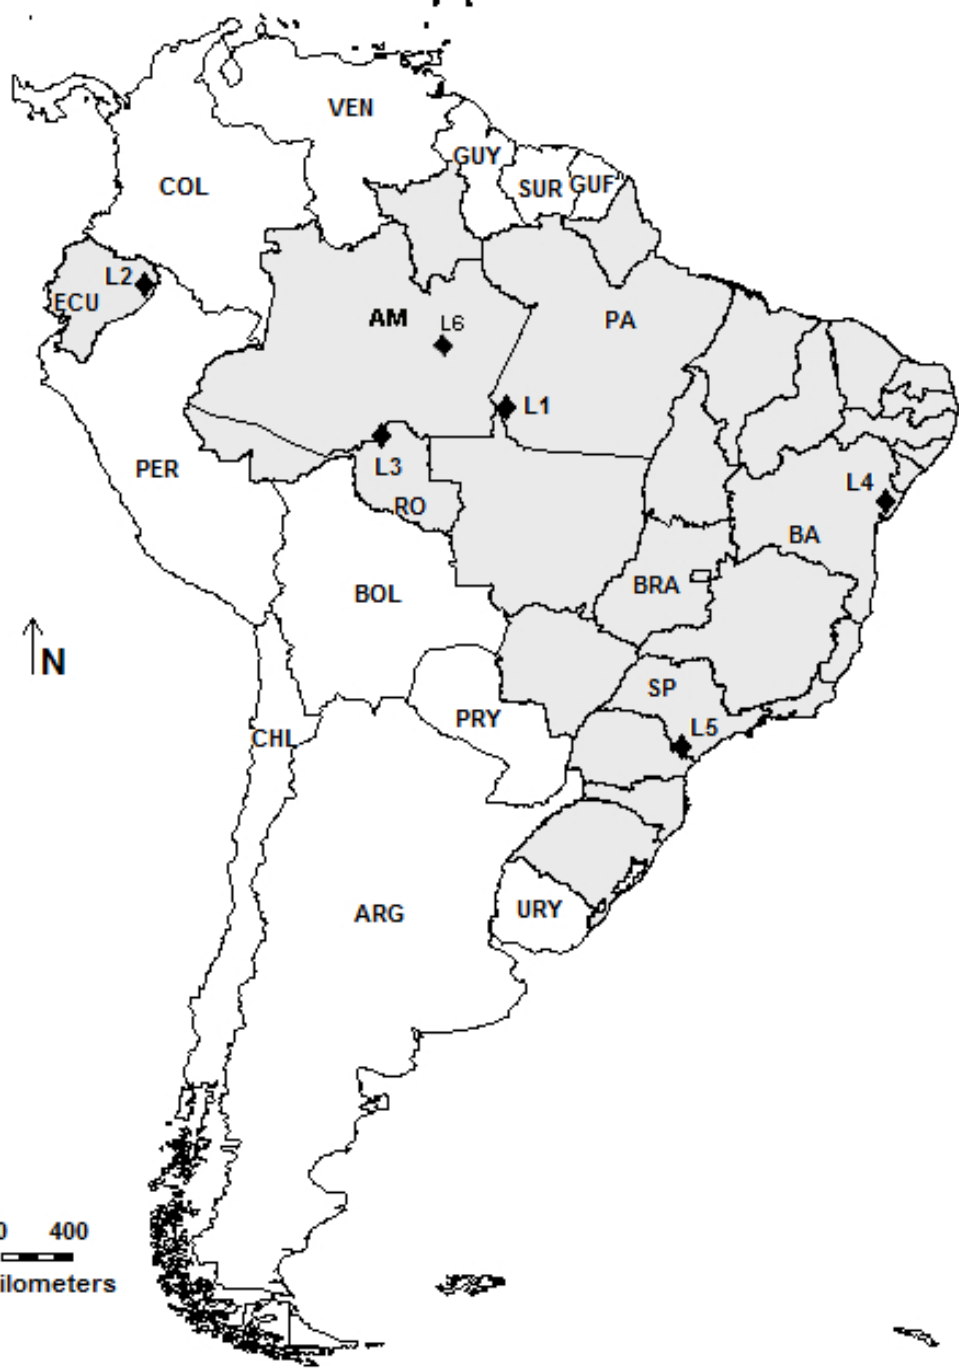 VEN
GUY
COL
SUR
GUF
L2
ECU
AM
L6
PA
L1
PER
L3
L4
RO
BA
BOL
BRA
N
SP
PRY
L5
CHL
ARG
URY
0 400
ilometers